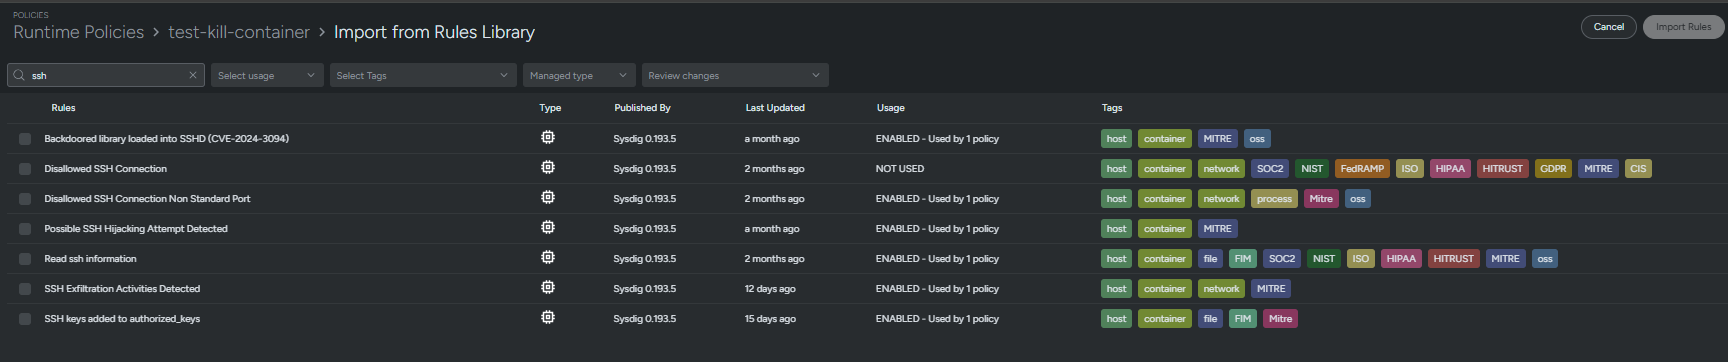 POLICIES
Runtime Policies > test-kill-container > Import from Rules Library
Cancel Import Rules
ssh Select usage Select Tags Managed type Review changes
Rules Type Published By Last Updated Usage Tags
Backdoored library loaded into SSHD (CVE-2024-3094) Sysdig 0.193.5 a month ago ENABLED - Used by 1 policy host container MITRE oss
Disallowed SSH Connection Sysdig 0.193.5 2 months ago NOT USED host container network SOC2 NIST FedRAMP ISO HIPAA HITRUST GDPR MITRE CIS
Disallowed SSH Connection Non Standard Port Sysdig 0.193.5 2 months ago ENABLED - Used by 1 policy host container network process Mitre oss
Possible SSH Hijacking Attempt Detected Sysdig 0.193.5 a month ago ENABLED - Used by 1 policy host container MITRE
Read ssh information Sysdig 0.193.5 2 months ago ENABLED - Used by 1 policy host container file FIM SOC2 NIST ISO HIPAA HITRUST MITRE oss
SSH Exfiltration Activities Detected Sysdig 0.193.5 12 days ago ENABLED - Used by 1 policy host container network MITRE
SSH keys added to authorized_keys Sysdig 0.193.5 15 days ago ENABLED - Used by 1 policy host container file FIM Mitre